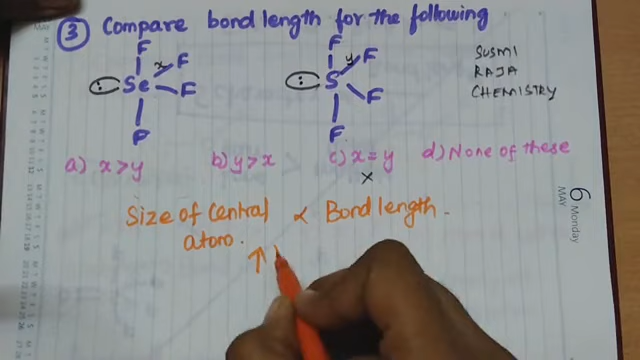 ③ Compare bond length for the following
F
x F
:Se
F
F
F
y F
:S
F
F
SUSMI
RAJA
CHEMISTRY
a) x>y b) y>x c) x=y d) None of these
×
Size of Central ∝ Bond length.
atom. ↑
6 Monday
MAY